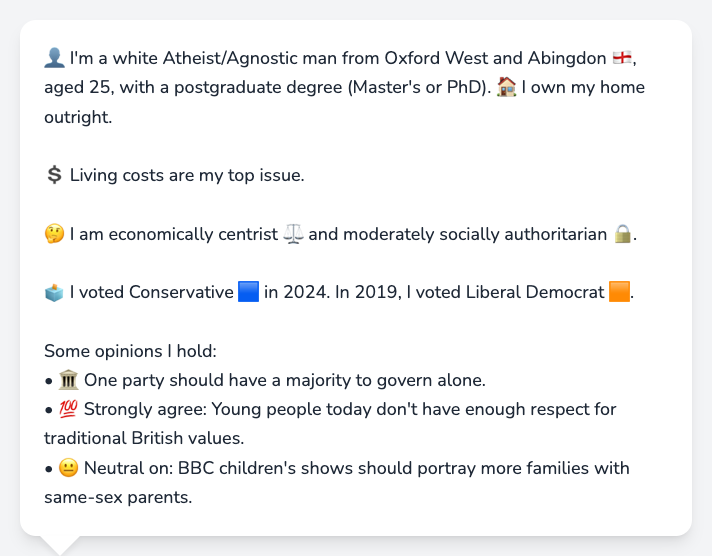 👤 I'm a white Atheist/Agnostic man from Oxford West and Abingdon 🏴󠁧󠁢󠁥󠁮󠁧󠁿,
aged 25, with a postgraduate degree (Master's or PhD). 🏠 I own my home
outright.
💲 Living costs are my top issue.
🤔 I am economically centrist ⚖️ and moderately socially authoritarian 🔒.
🗳️ I voted Conservative 🟦 in 2024. In 2019, I voted Liberal Democrat 🟧.
Some opinions I hold:
• 🏛️ One party should have a majority to govern alone.
• 💯 Strongly agree: Young people today don't have enough respect for
traditional British values.
• 😐 Neutral on: BBC children's shows should portray more families with
same-sex parents.